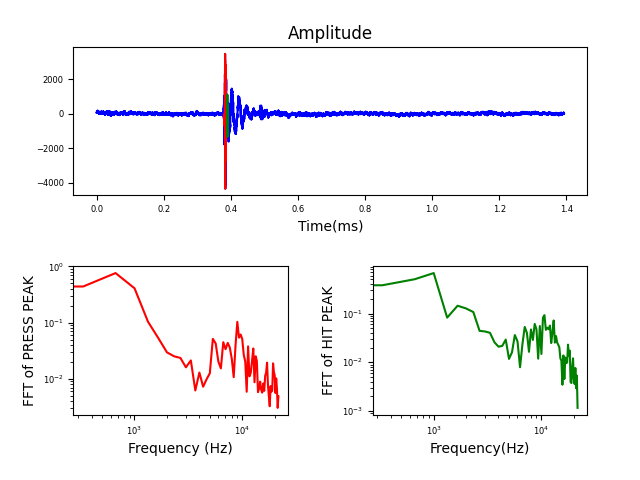 Amplitude
2000
0
−2000
−4000
0.0 0.2 0.4 0.6 0.8 1.0 1.2 1.4
Time(ms)
FFT of PRESS PEAK
10⁰
10⁻¹
10⁻²
10³ 10⁴
Frequency (Hz)
FFT of HIT PEAK
10⁻¹
10⁻²
10⁻³
10³ 10⁴
Frequency(Hz)